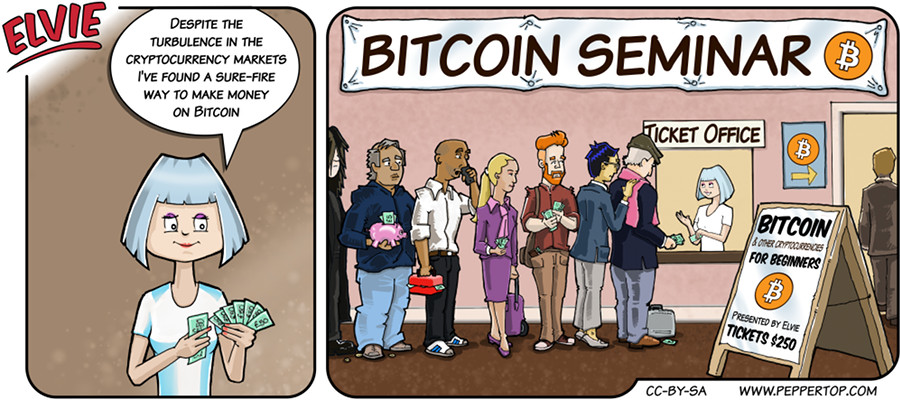 ELVIE
DESPITE THE
TURBULENCE IN THE
CRYPTOCURRENCY MARKETS
I'VE FOUND A SURE-FIRE
WAY TO MAKE MONEY
ON BITCOIN
BITCOIN SEMINAR
TICKET OFFICE
BITCOIN
& OTHER CRYPTOCURRENCIES
FOR BEGINNERS
PRESENTED BY ELVIE
TICKETS $250
CC-BY-SA
WWW.PEPPERTOP.COM